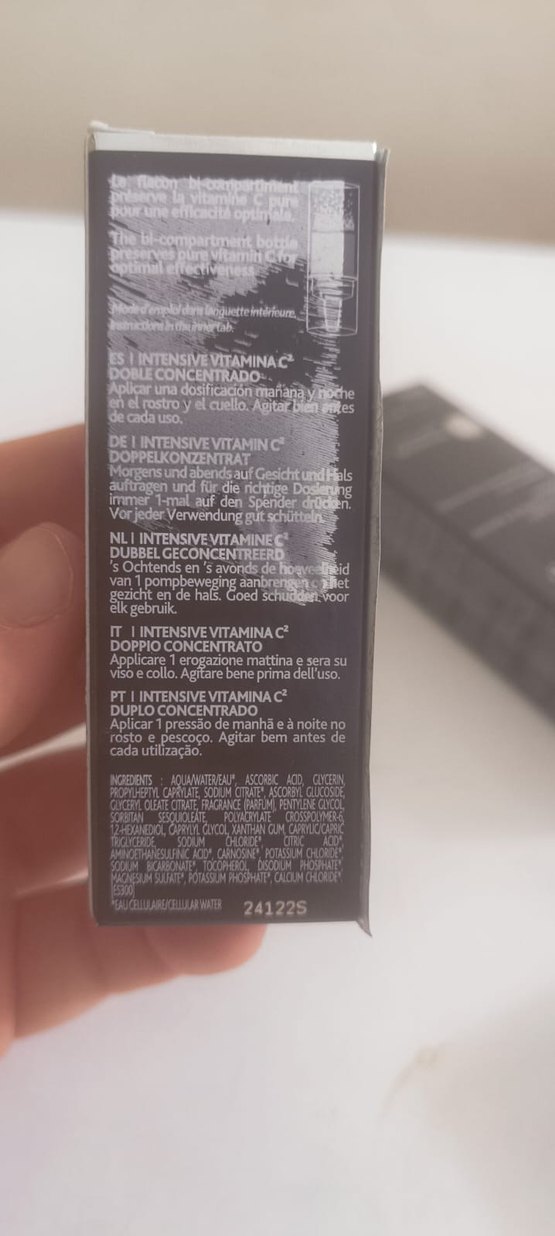 Le flacon bi-compartiment
préserve la vitamine C pure
pour une efficacité optimale.
The bi-compartment bottle
preserves pure vitamin C for
optimal effectiveness.
Mode d'emploi dans languette intérieure.
Instructions in the inner tab.
ES I INTENSIVE VITAMINA C²
DOBLE CONCENTRADO
Aplicar una dosificación mañana y noche
en el rostro y el cuello. Agitar bien antes
de cada uso.
DE I INTENSIVE VITAMIN C²
DOPPELKONZENTRAT
Morgens und abends auf Gesicht und Hals
auftragen und für die richtige Dosierung
immer 1-mal auf den Spender drücken.
Vor jeder Verwendung gut schütteln.
NL I INTENSIVE VITAMINE C²
DUBBEL GECONCENTREERD
's Ochtends en 's avonds de hoeveelheid
van 1 pompbeweging aanbrengen op het
gezicht en de hals. Goed schudden voor
elk gebruik.
IT I INTENSIVE VITAMINA C²
DOPPIO CONCENTRATO
Applicare 1 erogazione mattina e sera su
viso e collo. Agitare bene prima dell'uso.
PT I INTENSIVE VITAMINA C²
DUPLO CONCENTRADO
Aplicar 1 pressão de manhã e à noite no
rosto e pescoço. Agitar bem antes de
cada utilização.
INGREDIENTS : AQUA/WATER/EAU*, ASCORBIC ACID, GLYCERIN,
PROPYLHEPTYL CAPRYLATE, SODIUM CITRATE*, ASCORBYL GLUCOSIDE,
GLYCERYL OLEATE CITRATE, FRAGRANCE (PARFUM), PENTYLENE GLYCOL,
SORBITAN SESQUIOLEATE, POLYACRYLATE CROSSPOLYMER-6,
1,2-HEXANEDIOL, CAPRYLYL GLYCOL, XANTHAN GUM, CAPRYLIC/CAPRIC
TRIGLYCERIDE, SODIUM CHLORIDE*, CITRIC ACID*,
AMINOETHANESULFINIC ACID*, CARNOSINE*, POTASSIUM CHLORIDE*,
SODIUM BICARBONATE*, TOCOPHEROL, DISODIUM PHOSPHATE*,
MAGNESIUM SULFATE*, POTASSIUM PHOSPHATE*, CALCIUM CHLORIDE*
[ES300]
*EAU CELLULAIRE/CELLULAR WATER
24122S